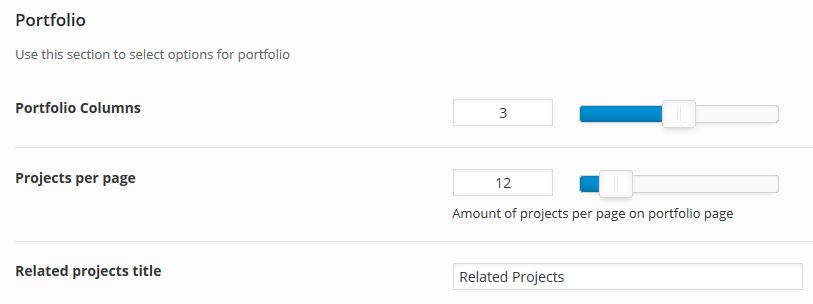 Portfolio
Use this section to select options for portfolio
Portfolio Columns
3
Projects per page
12
Amount of projects per page on portfolio page
Related projects title
Related Projects